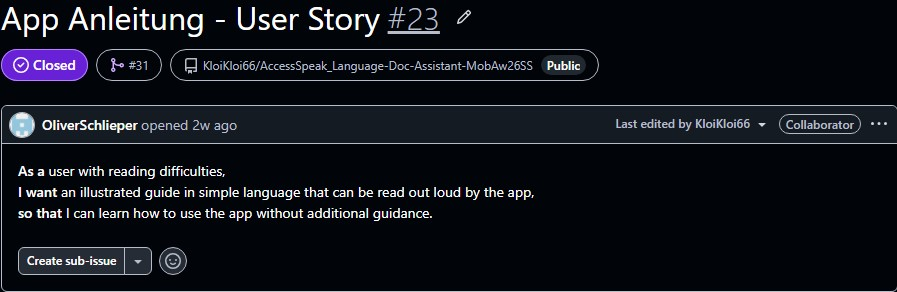 App Anleitung - User Story #23
Closed
#31
KloiKloi66/AccessSpeak_Language-Doc-Assistant-MobAw26SS Public
OliverSchlieper opened 2w ago
Last edited by KloiKloi66
Collaborator
As a user with reading difficulties,
I want an illustrated guide in simple language that can be read out loud by the app,
so that I can learn how to use the app without additional guidance.
Create sub-issue